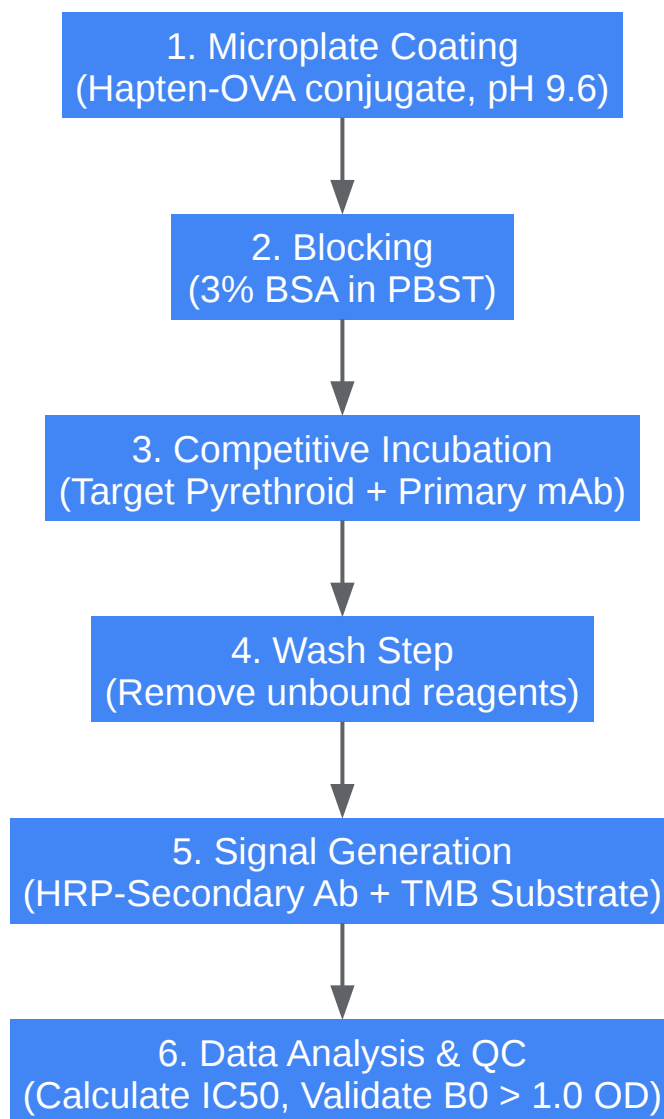 1. Microplate Coating
(Hapten-OVA conjugate, pH 9.6)
2. Blocking
(3% BSA in PBST)
3. Competitive Incubation
(Target Pyrethroid + Primary mAb)
4. Wash Step
(Remove unbound reagents)
5. Signal Generation
(HRP-Secondary Ab + TMB Substrate)
6. Data Analysis & QC
(Calculate IC50, Validate B0 > 1.0 OD)